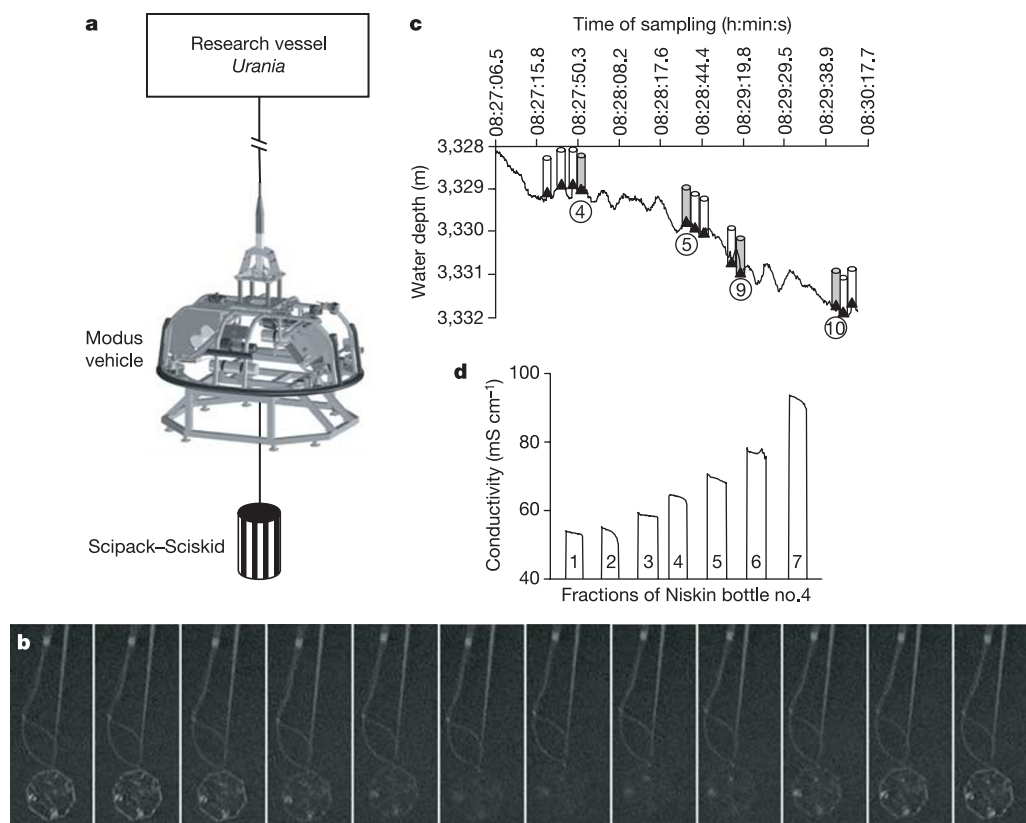 a
Research vessel
Urania
Modus
vehicle
Scipack–Sciskid
c
Time of sampling (h:min:s)
08:27:06.5
08:27:15.8
08:27:50.3
08:28:08.2
08:28:17.6
08:28:44.4
08:29:19.8
08:29:29.5
08:29:38.9
08:30:17.7
Water depth (m)
3,328
3,329
3,330
3,331
3,332
4
5
9
10
d
Conductivity (mS cm⁻¹)
100
80
60
40
1 2 3 4 5 6 7
Fractions of Niskin bottle no.4
b